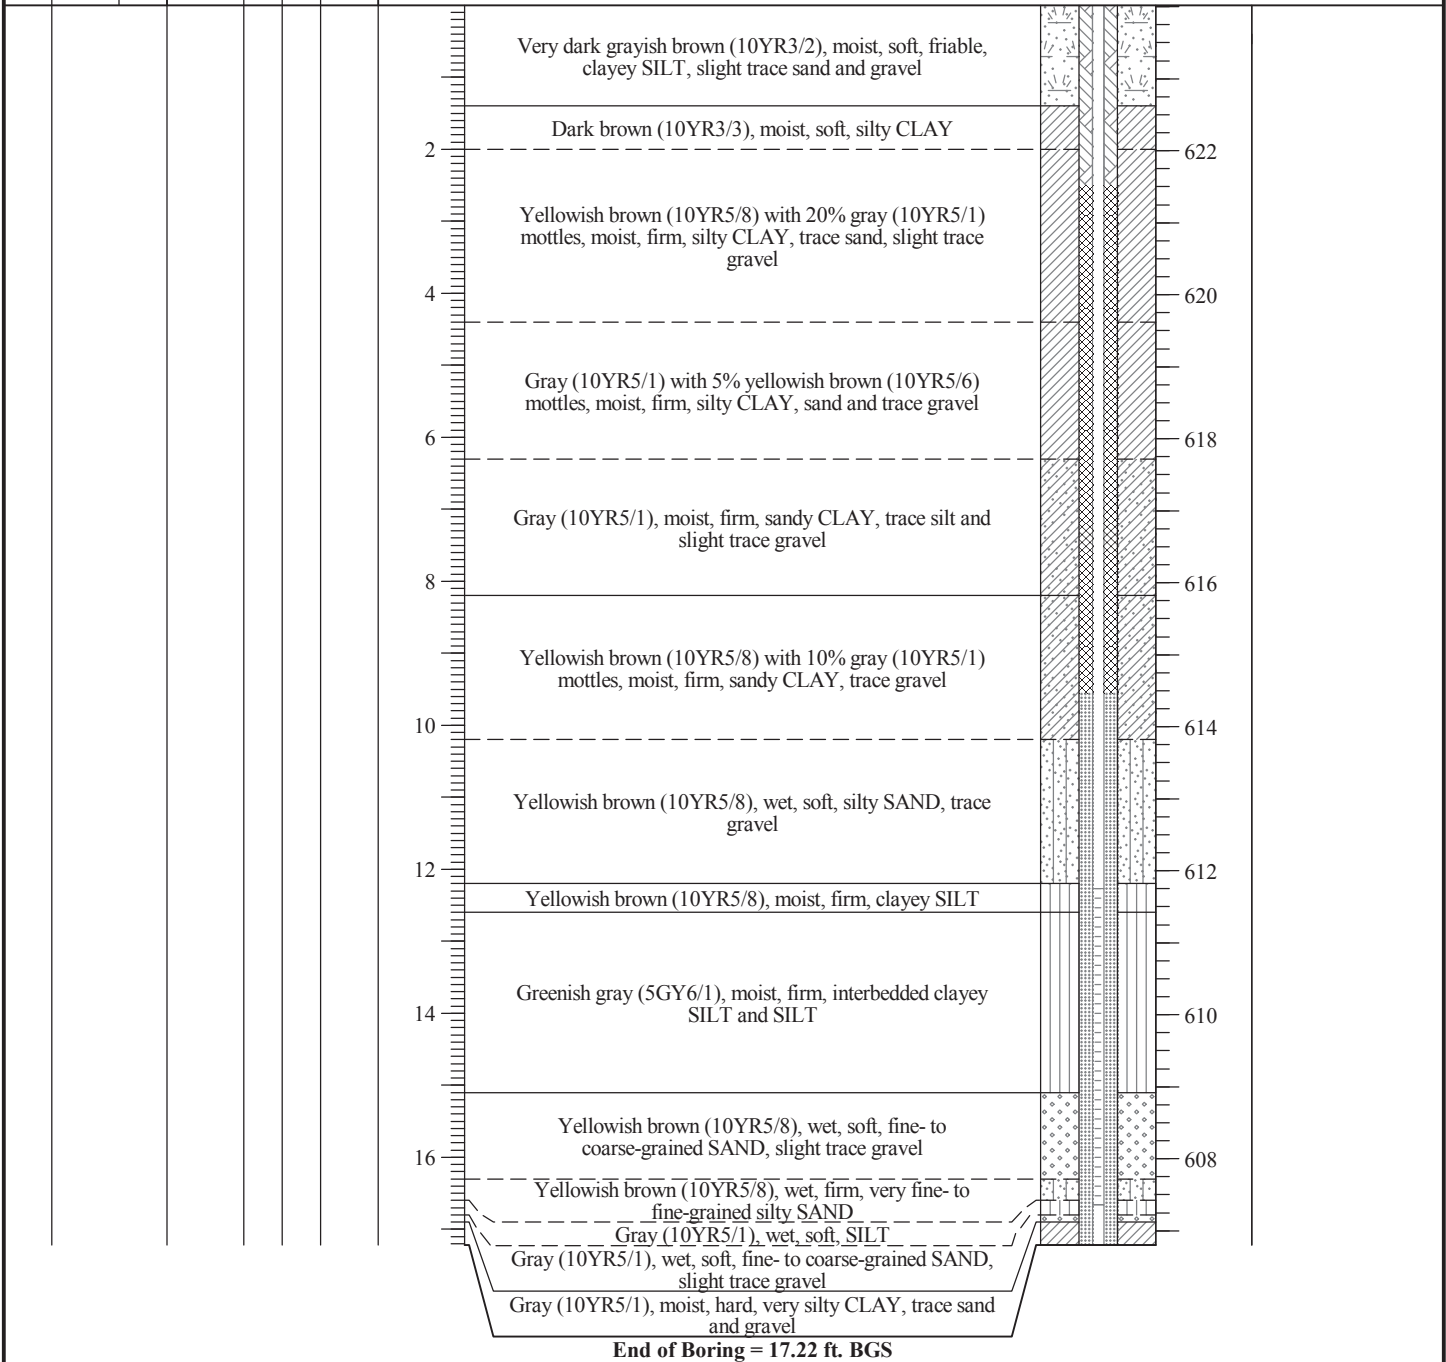 Very dark grayish brown (10YR3/2), moist, soft, friable,
clayey SILT, slight trace sand and gravel
Dark brown (10YR3/3), moist, soft, silty CLAY
2
622
Yellowish brown (10YR5/8) with 20% gray (10YR5/1)
mottles, moist, firm, silty CLAY, trace sand, slight trace
gravel
4
620
Gray (10YR5/1) with 5% yellowish brown (10YR5/6)
mottles, moist, firm, silty CLAY, sand and trace gravel
6
618
Gray (10YR5/1), moist, firm, sandy CLAY, trace silt and
slight trace gravel
8
616
Yellowish brown (10YR5/8) with 10% gray (10YR5/1)
mottles, moist, firm, sandy CLAY, trace gravel
10
614
Yellowish brown (10YR5/8), wet, soft, silty SAND, trace
gravel
12
612
Yellowish brown (10YR5/8), moist, firm, clayey SILT
Greenish gray (5GY6/1), moist, firm, interbedded clayey
SILT and SILT
14
610
Yellowish brown (10YR5/8), wet, soft, fine- to
coarse-grained SAND, slight trace gravel
16
608
Yellowish brown (10YR5/8), wet, firm, very fine- to
fine-grained silty SAND
Gray (10YR5/1), wet, soft, SILT
Gray (10YR5/1), wet, soft, fine- to coarse-grained SAND,
slight trace gravel
Gray (10YR5/1), moist, hard, very silty CLAY, trace sand
and gravel
End of Boring = 17.22 ft. BGS